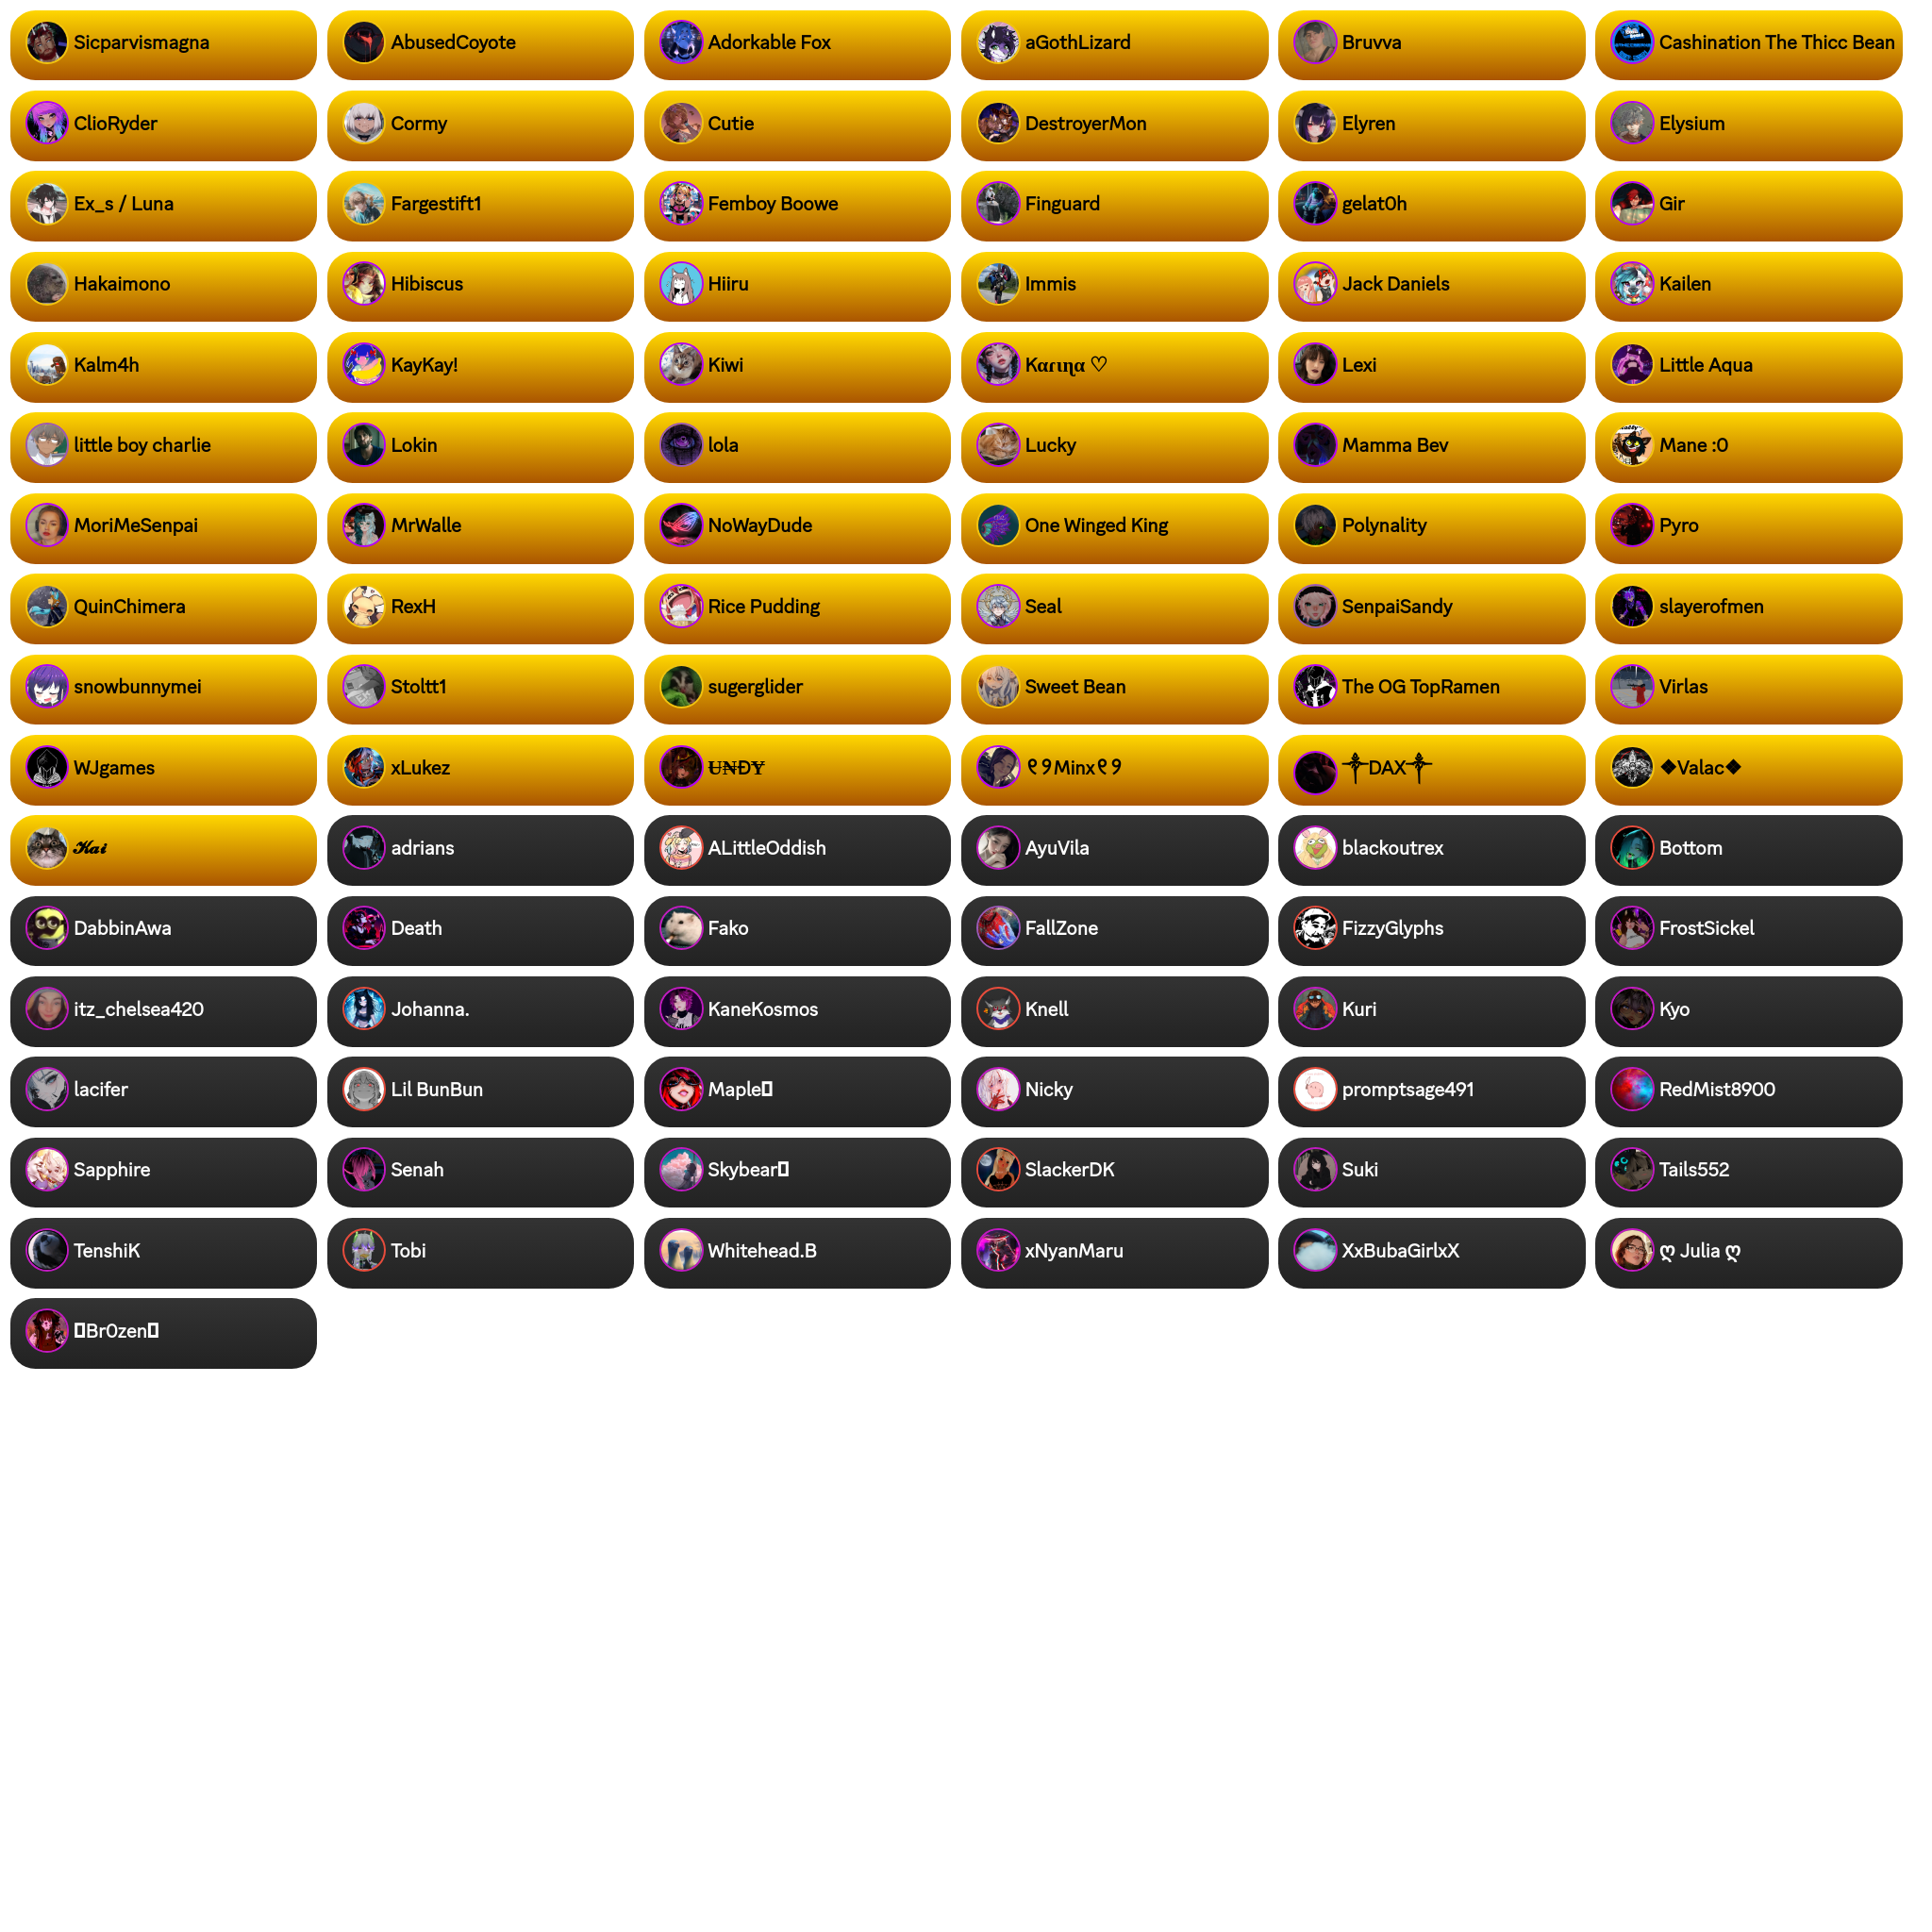 Sicparvismagna
AbusedCoyote
Adorkable Fox
aGothLizard
Bruvva
Cashination The Thicc Bean
ClioRyder
Cormy
Cutie
DestroyerMon
Elyren
Elysium
Ex_s / Luna
Fargestift1
Femboy Boowe
Finguard
gelat0h
Gir
Hakaimono
Hibiscus
Hiiru
Immis
Jack Daniels
Kailen
Kalm4h
KayKay!
Kiwi
Kαɾιɳα ♡
Lexi
Little Aqua
little boy charlie
Lokin
lola
Lucky
Mamma Bev
Mane :0
MoriMeSenpai
MrWalle
NoWayDude
One Winged King
Polynality
Pyro
QuinChimera
RexH
Rice Pudding
Seal
SenpaiSandy
slayerofmen
snowbunnymei
Stoltt1
sugerglider
Sweet Bean
The OG TopRamen
Virlas
WJgames
xLukez
U̶₦ĐɎ
୧୨Minx୧୨
༒DAX༒
❖Valac❖
𝓚𝓪𝓲
adrians
ALittleOddish
AyuVila
blackoutrex
Bottom
DabbinAwa
Death
Fako
FallZone
FizzyGlyphs
FrostSickel
itz_chelsea420
Johanna.
KaneKosmos
Knell
Kuri
Kyo
lacifer
Lil BunBun
Maple
Nicky
promptsage491
RedMist8900
Sapphire
Senah
Skybear
SlackerDK
Suki
Tails552
TenshiK
Tobi
Whitehead.B
xNyanMaru
XxBubaGirlxX
ღ Julia ღ
Br0zen